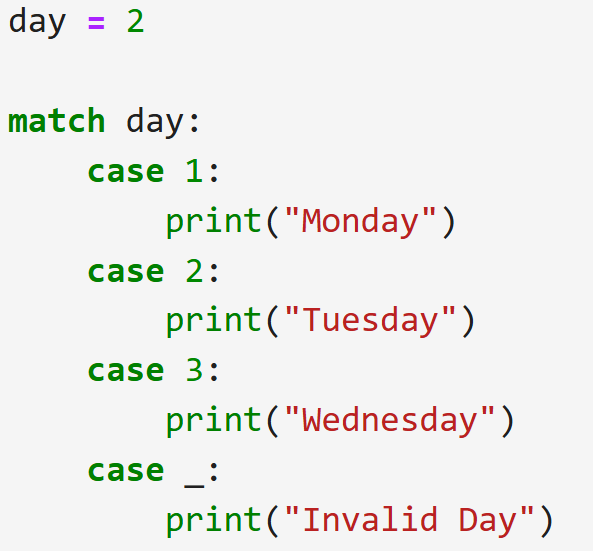 day = 2
match day:
    case 1:
        print("Monday")
    case 2:
        print("Tuesday")
    case 3:
        print("Wednesday")
    case _:
        print("Invalid Day")